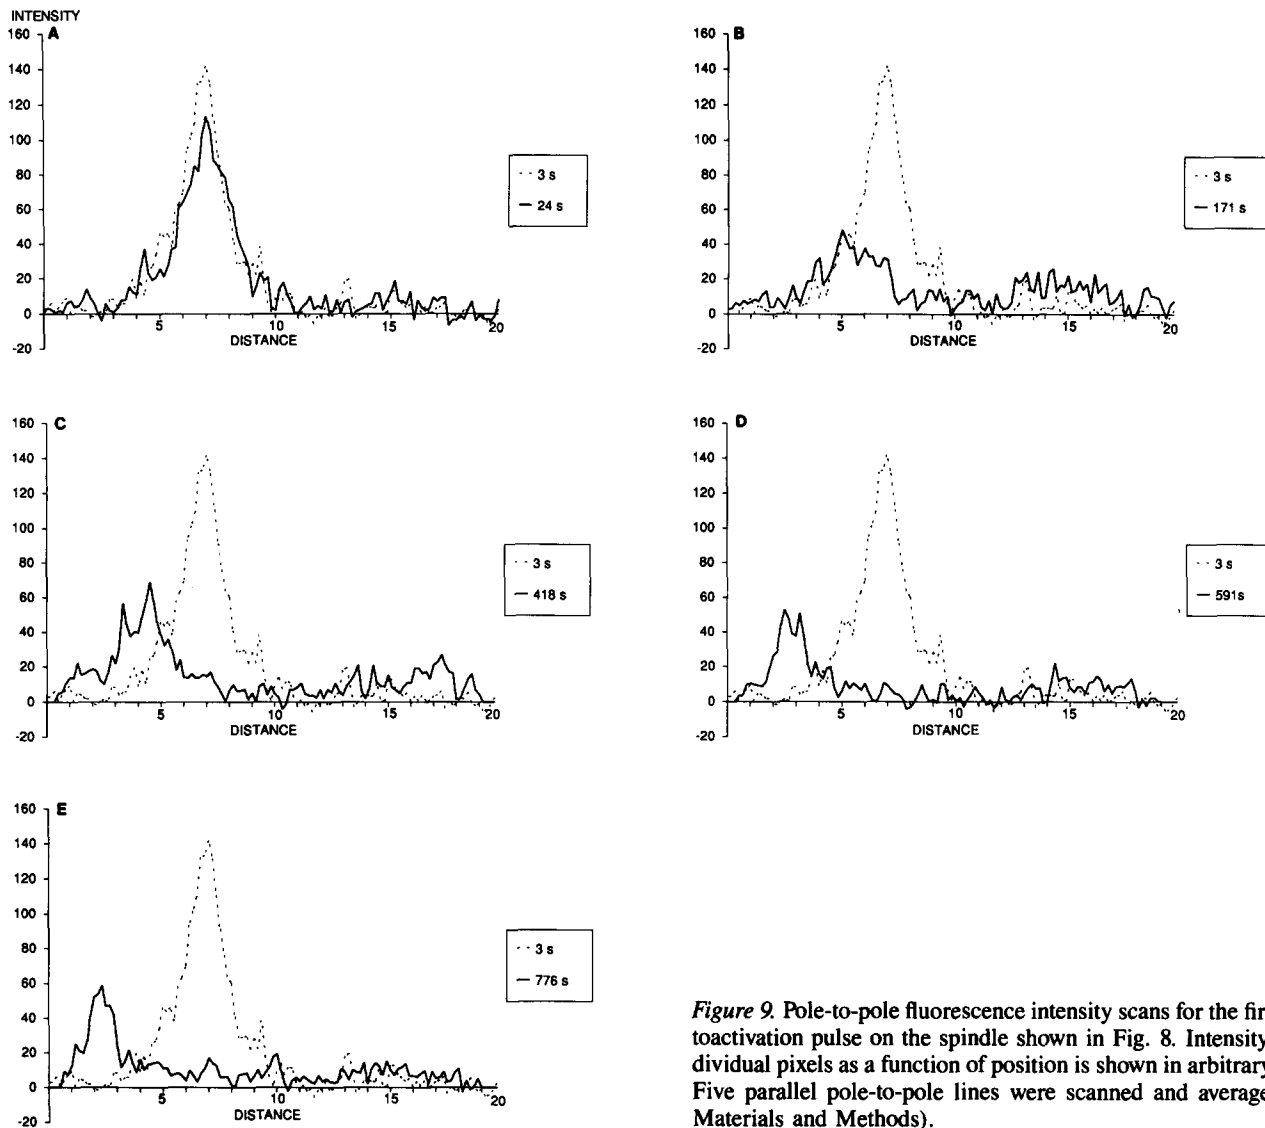 INTENSITY
A
160
140
120
100
80
60
40
20
0
-20
5
10
15
20
DISTANCE
3 s
24 s
B
160
140
120
100
80
60
40
20
0
-20
5
10
15
20
DISTANCE
3 s
171 s
C
160
140
120
100
80
60
40
20
0
-20
5
10
15
20
DISTANCE
3 s
418 s
D
160
140
120
100
80
60
40
20
0
-20
5
10
15
20
DISTANCE
3 s
591s
E
160
140
120
100
80
60
40
20
0
-20
5
10
15
20
DISTANCE
3 s
776 s
Figure 9. Pole-to-pole fluorescence intensity scans for the fir
toactivation pulse on the spindle shown in Fig. 8. Intensity
dividual pixels as a function of position is shown in arbitrary
Five parallel pole-to-pole lines were scanned and average
Materials and Methods).